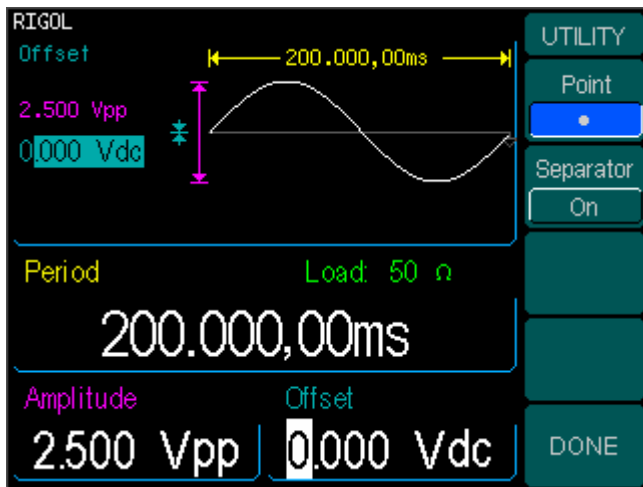 RIGOL
Offset
200.000,00ms
2.500 Vpp
0.000 Vdc
Period
Load: 50 Ω
200.000,00ms
Amplitude
Offset
2.500 Vpp
0.000 Vdc
UTILITY
Point
●
Separator
On
DONE